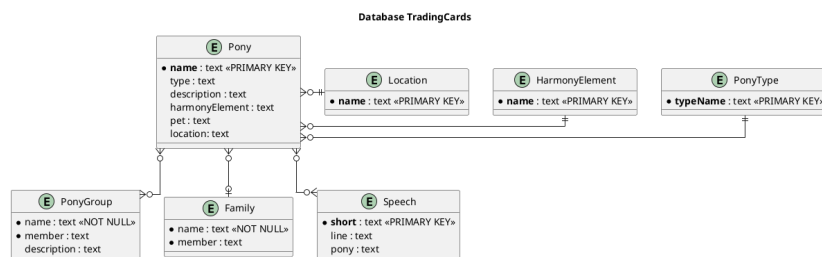 Database TradingCards
E Pony
name : text «PRIMARY KEY»
type : text
description : text
harmonyElement : text
pet : text
location: text
E Location
name : text «PRIMARY KEY»
E HarmonyElement
name : text «PRIMARY KEY»
E PonyType
typeName : text «PRIMARY KEY»
E PonyGroup
name : text «NOT NULL»
member : text
description : text
E Family
name : text «NOT NULL»
member : text
E Speech
short : text «PRIMARY KEY»
line : text
pony : text